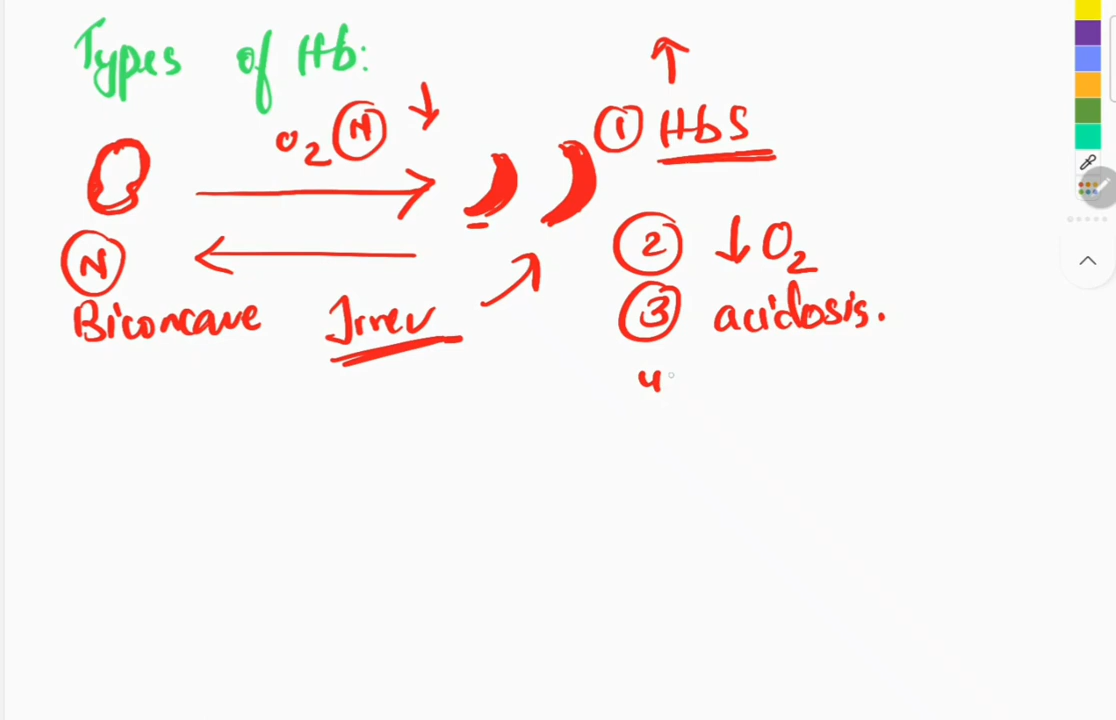 Types of Hb:
↑
O₂ N ↓
① HbS
② ↓ O₂
N
③ acidosis.
Biconcave Irrev
4